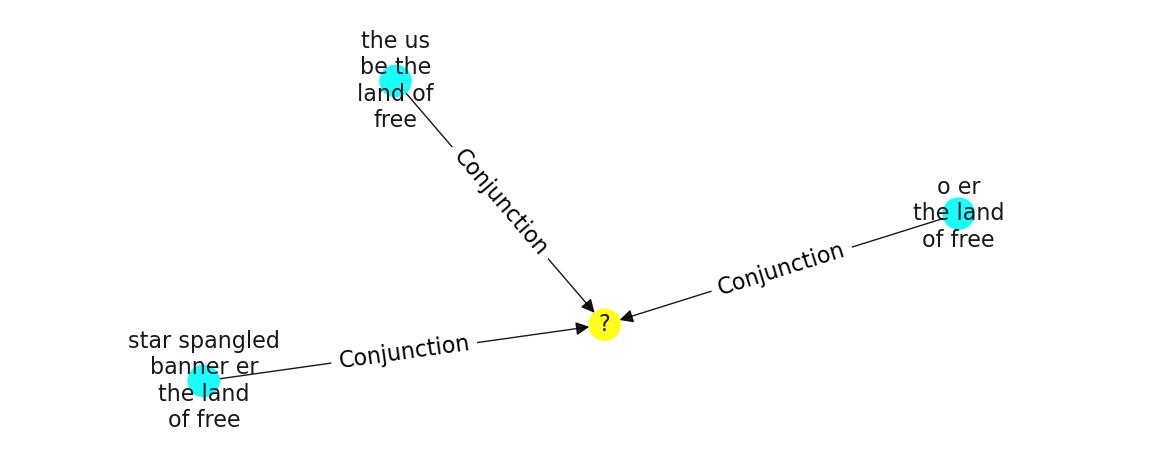 the us
be the
land of
free
Conjunction
o er
the land
of free
Conjunction
?
star spangled
banner er
the land
of free
Conjunction